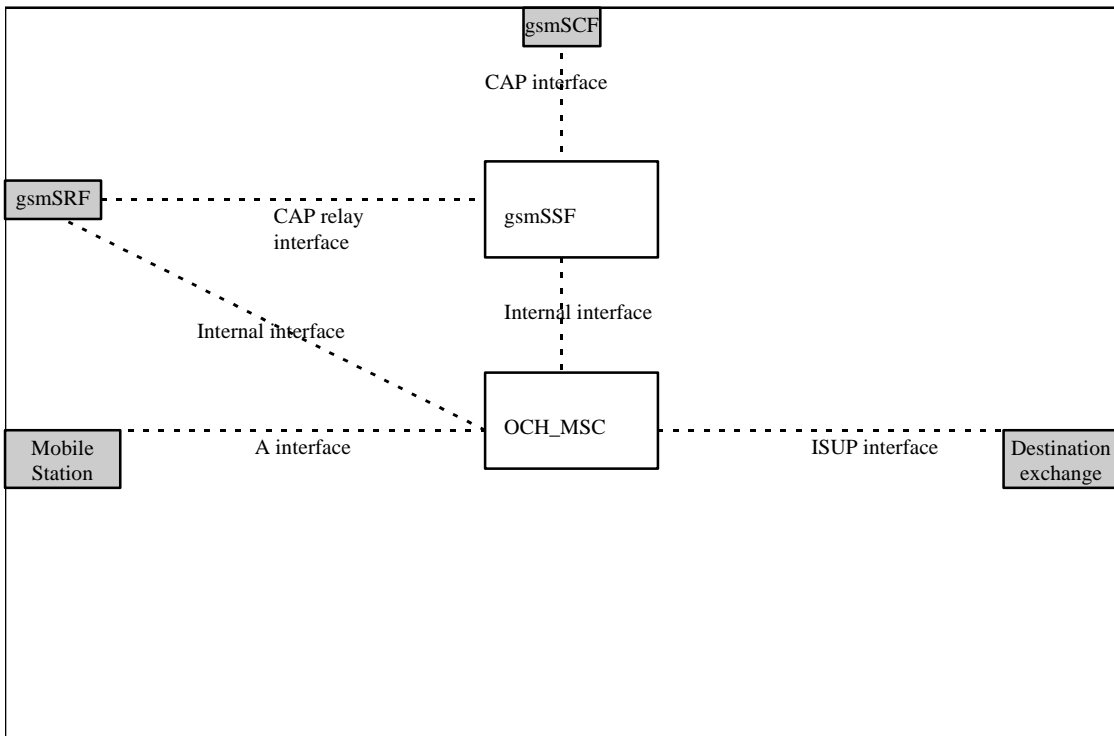 gsmSCF
CAP interface
gsmSRF
CAP relay
interface
gsmSSF
Internal interface
Internal interface
OCH_MSC
Mobile
Station
A interface
ISUP interface
Destination
exchange